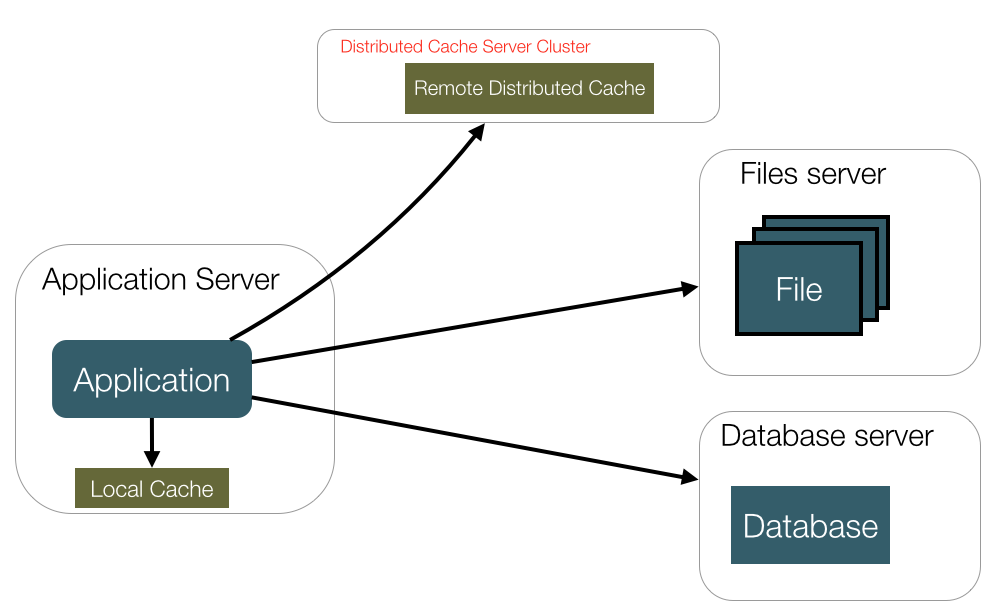 Distributed Cache Server Cluster
Remote Distributed Cache
Files server
File
Application Server
Application
Local Cache
Database server
Database